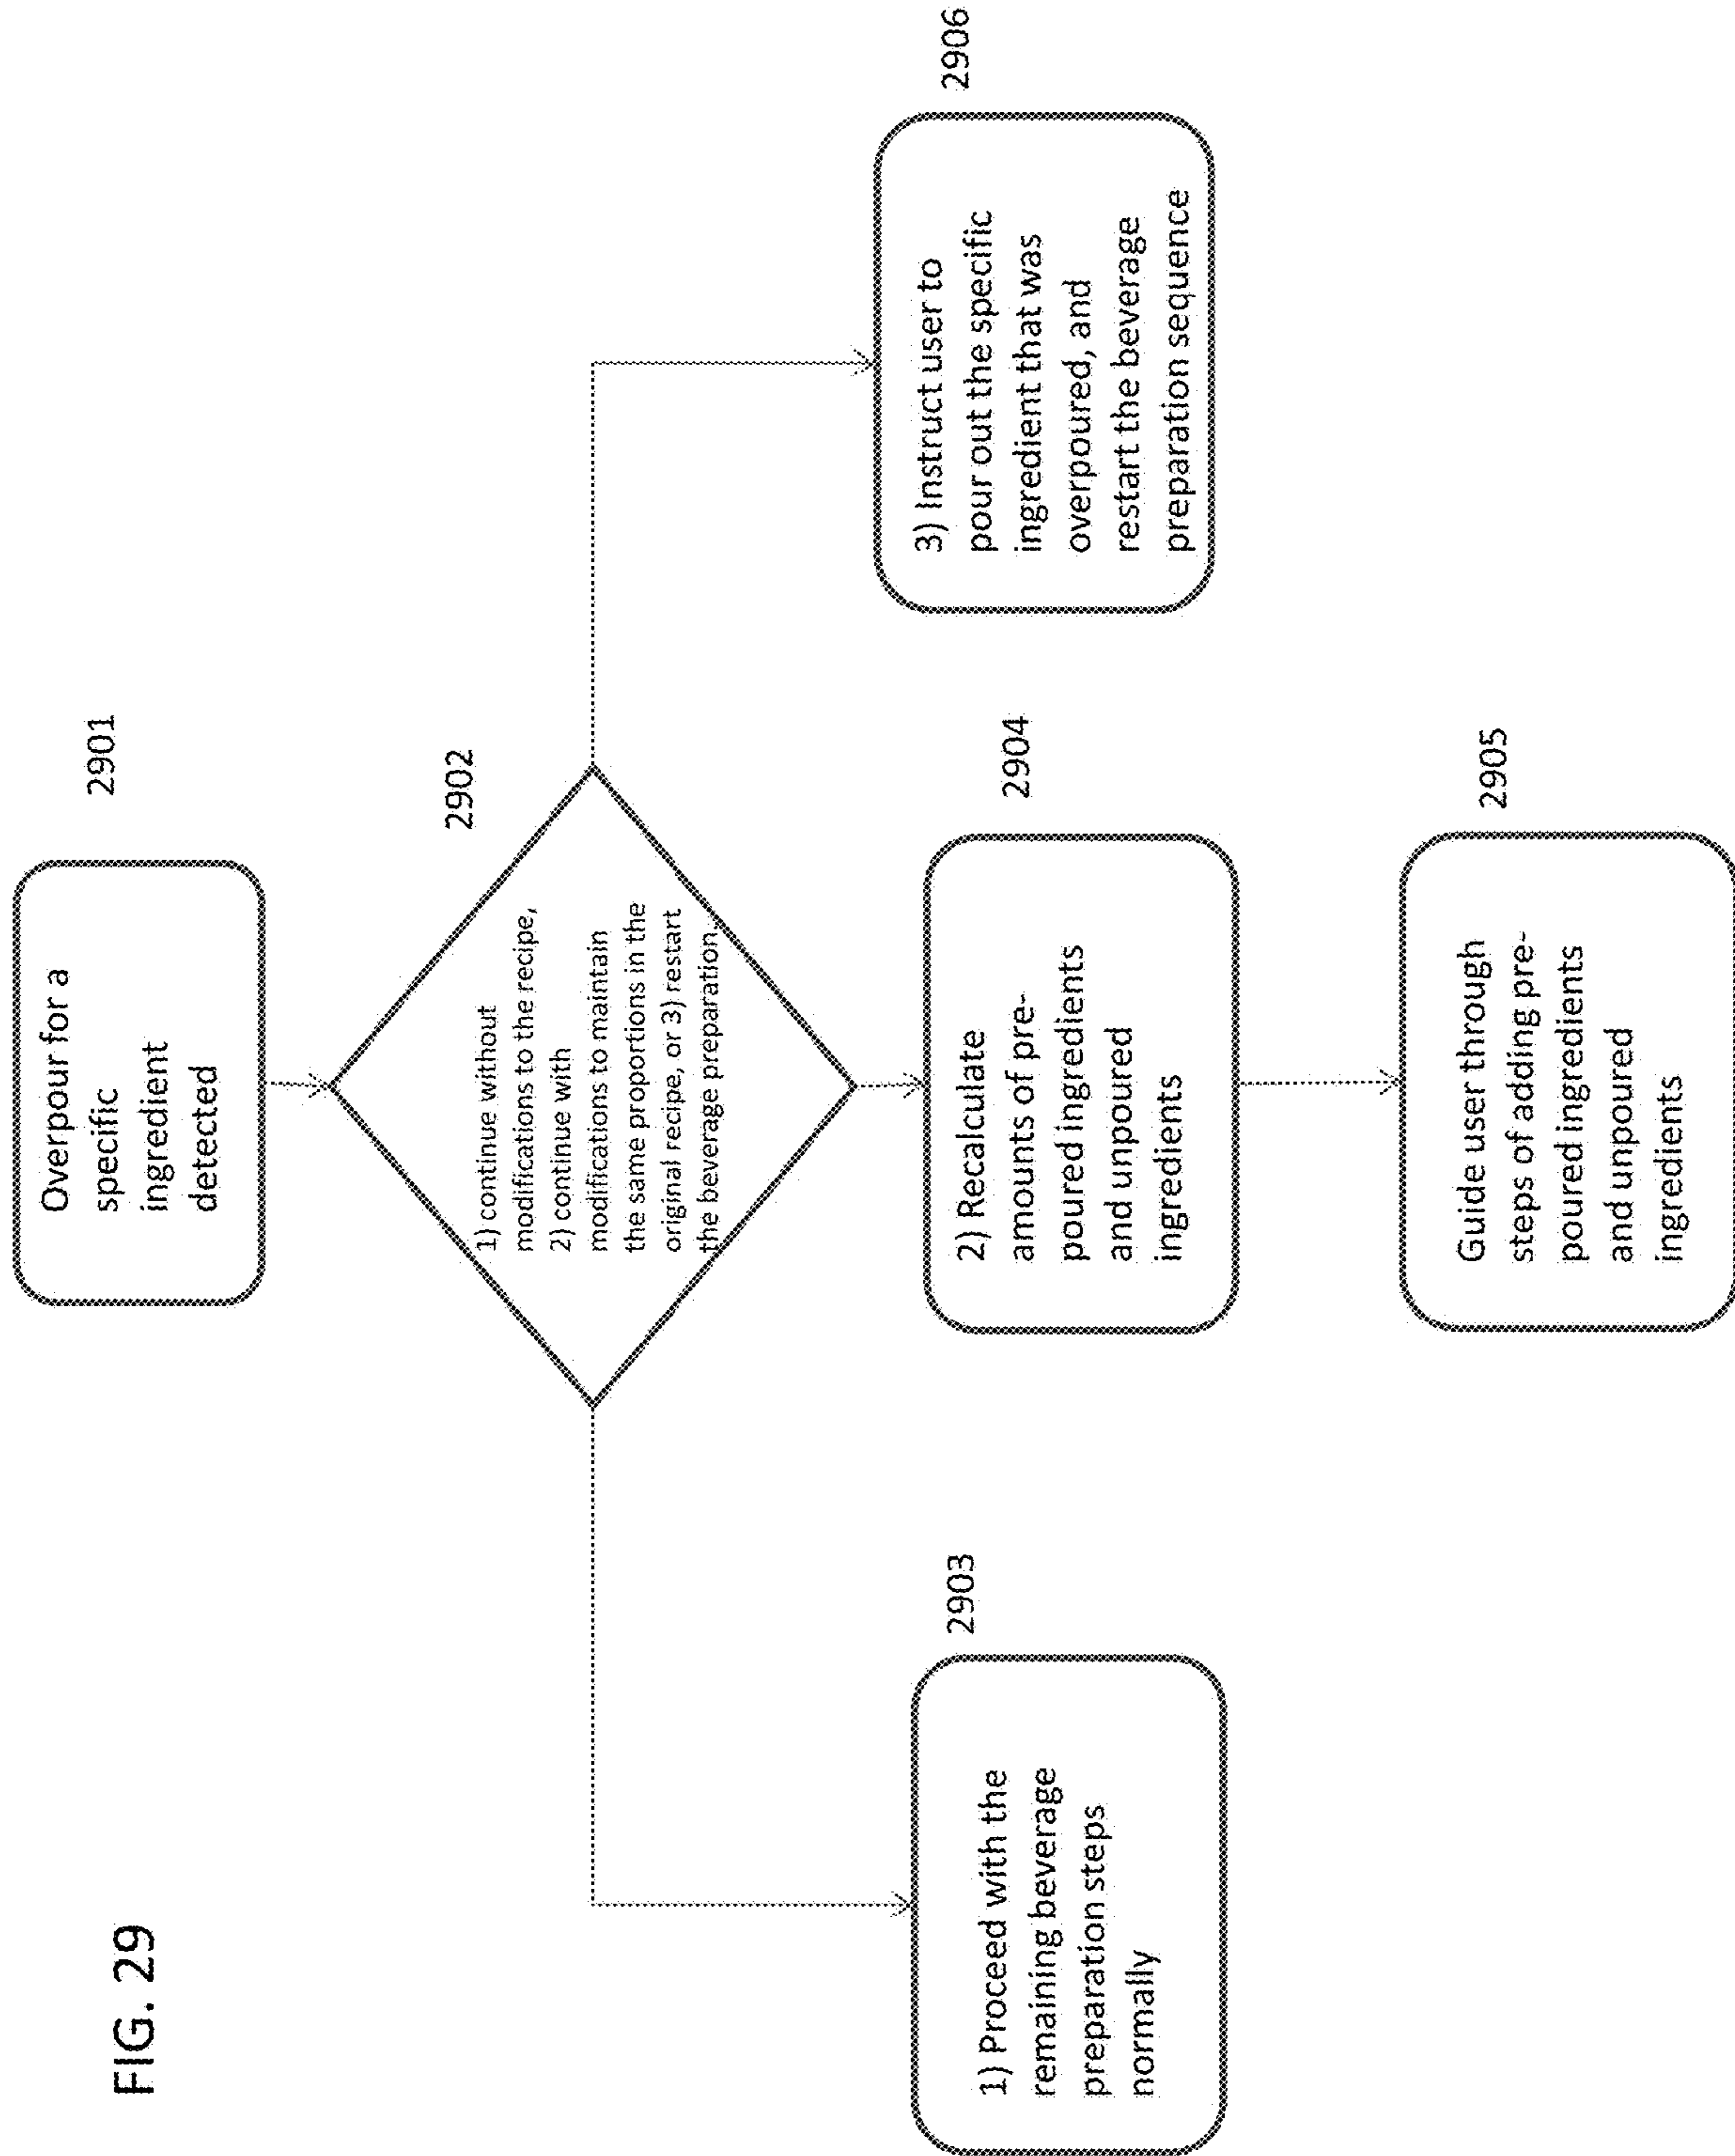 FIG. 29
2901
Overpour for a
specific
ingredient
detected
2902
1) continue without
modifications to the recipe,
2) continue with
modifications to maintain
the same proportions in the
original recipe, or 3) restart
the beverage preparation.
2903
1) Proceed with the
remaining beverage
preparation steps
normally
2904
2) Recalculate
amounts of pre-
poured ingredients
and unpoured
ingredients
2905
Guide user through
steps of adding pre-
poured ingredients
and unpoured
ingredients
2906
3) Instruct user to
pour out the specific
ingredient that was
overpoured, and
restart the beverage
preparation sequence